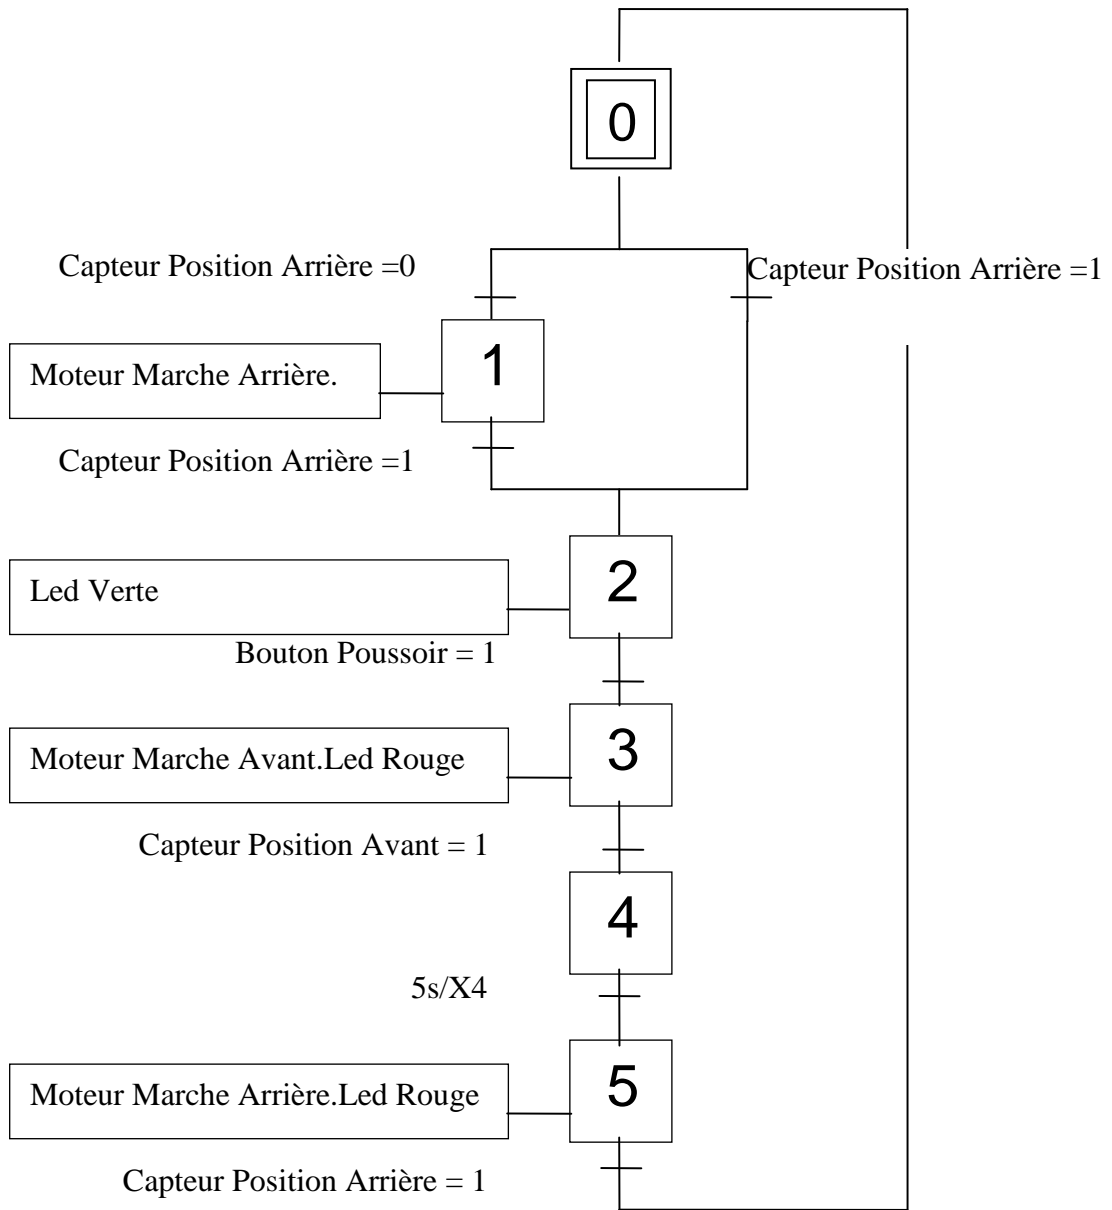 0
Capteur Position Arrière =0
Capteur Position Arrière =1
1
Moteur Marche Arrière.
Capteur Position Arrière =1
2
Led Verte
Bouton Poussoir = 1
3
Moteur Marche Avant.Led Rouge
Capteur Position Avant = 1
4
5s/X4
5
Moteur Marche Arrière.Led Rouge
Capteur Position Arrière = 1